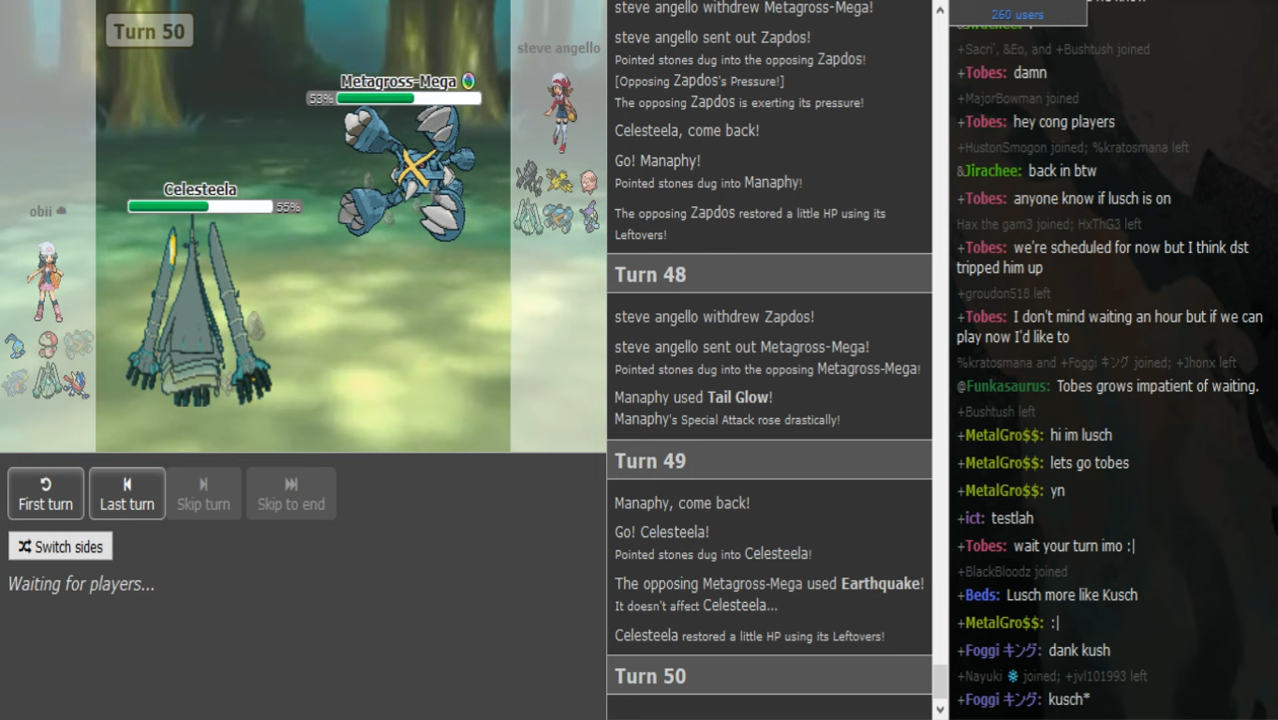 Turn 50
steve angello
Metagross-Mega
53%
Celesteela
55%
obii
First turn
Last turn
Skip turn
Skip to end
Switch sides
Waiting for players...
steve angello withdrew Metagross-Mega!
steve angello sent out Zapdos!
Pointed stones dug into the opposing Zapdos!
[Opposing Zapdos's Pressure!]
The opposing Zapdos is exerting its pressure!
Celesteela, come back!
Go! Manaphy!
Pointed stones dug into Manaphy!
The opposing Zapdos restored a little HP using its
Leftovers!
Turn 48
steve angello withdrew Zapdos!
steve angello sent out Metagross-Mega!
Pointed stones dug into the opposing Metagross-Mega!
Manaphy used Tail Glow!
Manaphy's Special Attack rose drastically!
Turn 49
Manaphy, come back!
Go! Celesteela!
Pointed stones dug into Celesteela!
The opposing Metagross-Mega used Earthquake!
It doesn't affect Celesteela...
Celesteela restored a little HP using its Leftovers!
Turn 50
260 users
+Sacri', &Eo, and +Bushtush joined
+Tobes: damn
+MajorBowman joined
+Tobes: hey cong players
+HustonSmogon joined; %kratosmana left
&Jirachee: back in btw
+Tobes: anyone know if lusch is on
Hax the gam3 joined; HxThG3 left
+Tobes: we're scheduled for now but I think dst
tripped him up
+groudon518 left
+Tobes: I don't mind waiting an hour but if we can
play now I'd like to
%kratosmana and +Foggi キング joined; +Jhonx left
@Funkasaurus: Tobes grows impatient of waiting.
+Bushtush left
+MetalGro$$: hi im lusch
+MetalGro$$: lets go tobes
+MetalGro$$: yn
+ict: testlah
+Tobes: wait your turn imo :|
+BlackBloodz joined
+Beds: Lusch more like Kusch
+MetalGro$$: :|
+Foggi キング: dank kush
+Nayuki ❄ joined; +jvl101993 left
+Foggi キング: kusch*